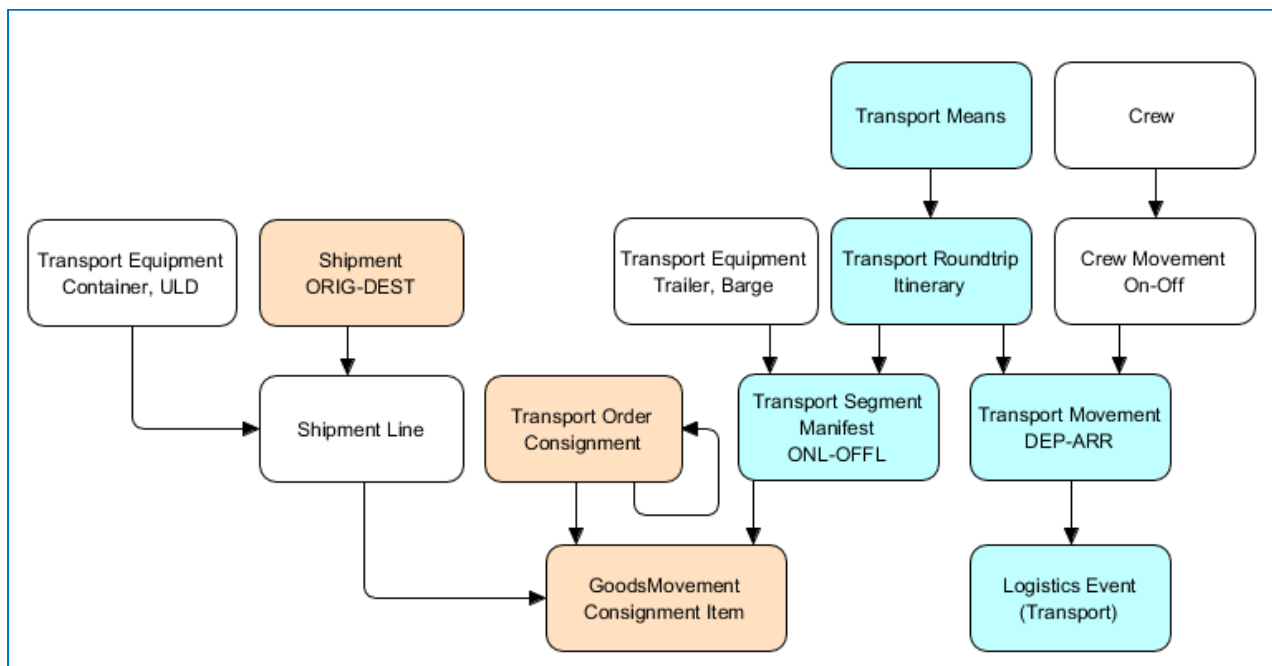 Transport Means
Crew
Transport Equipment
Container, ULD
Shipment
ORIG-DEST
Transport Equipment
Trailer, Barge
Transport Roundtrip
Itinerary
Crew Movement
On-Off
Shipment Line
Transport Order
Consignment
Transport Segment
Manifest
ONL-OFFL
Transport Movement
DEP-ARR
GoodsMovement
Consignment Item
Logistics Event
(Transport)